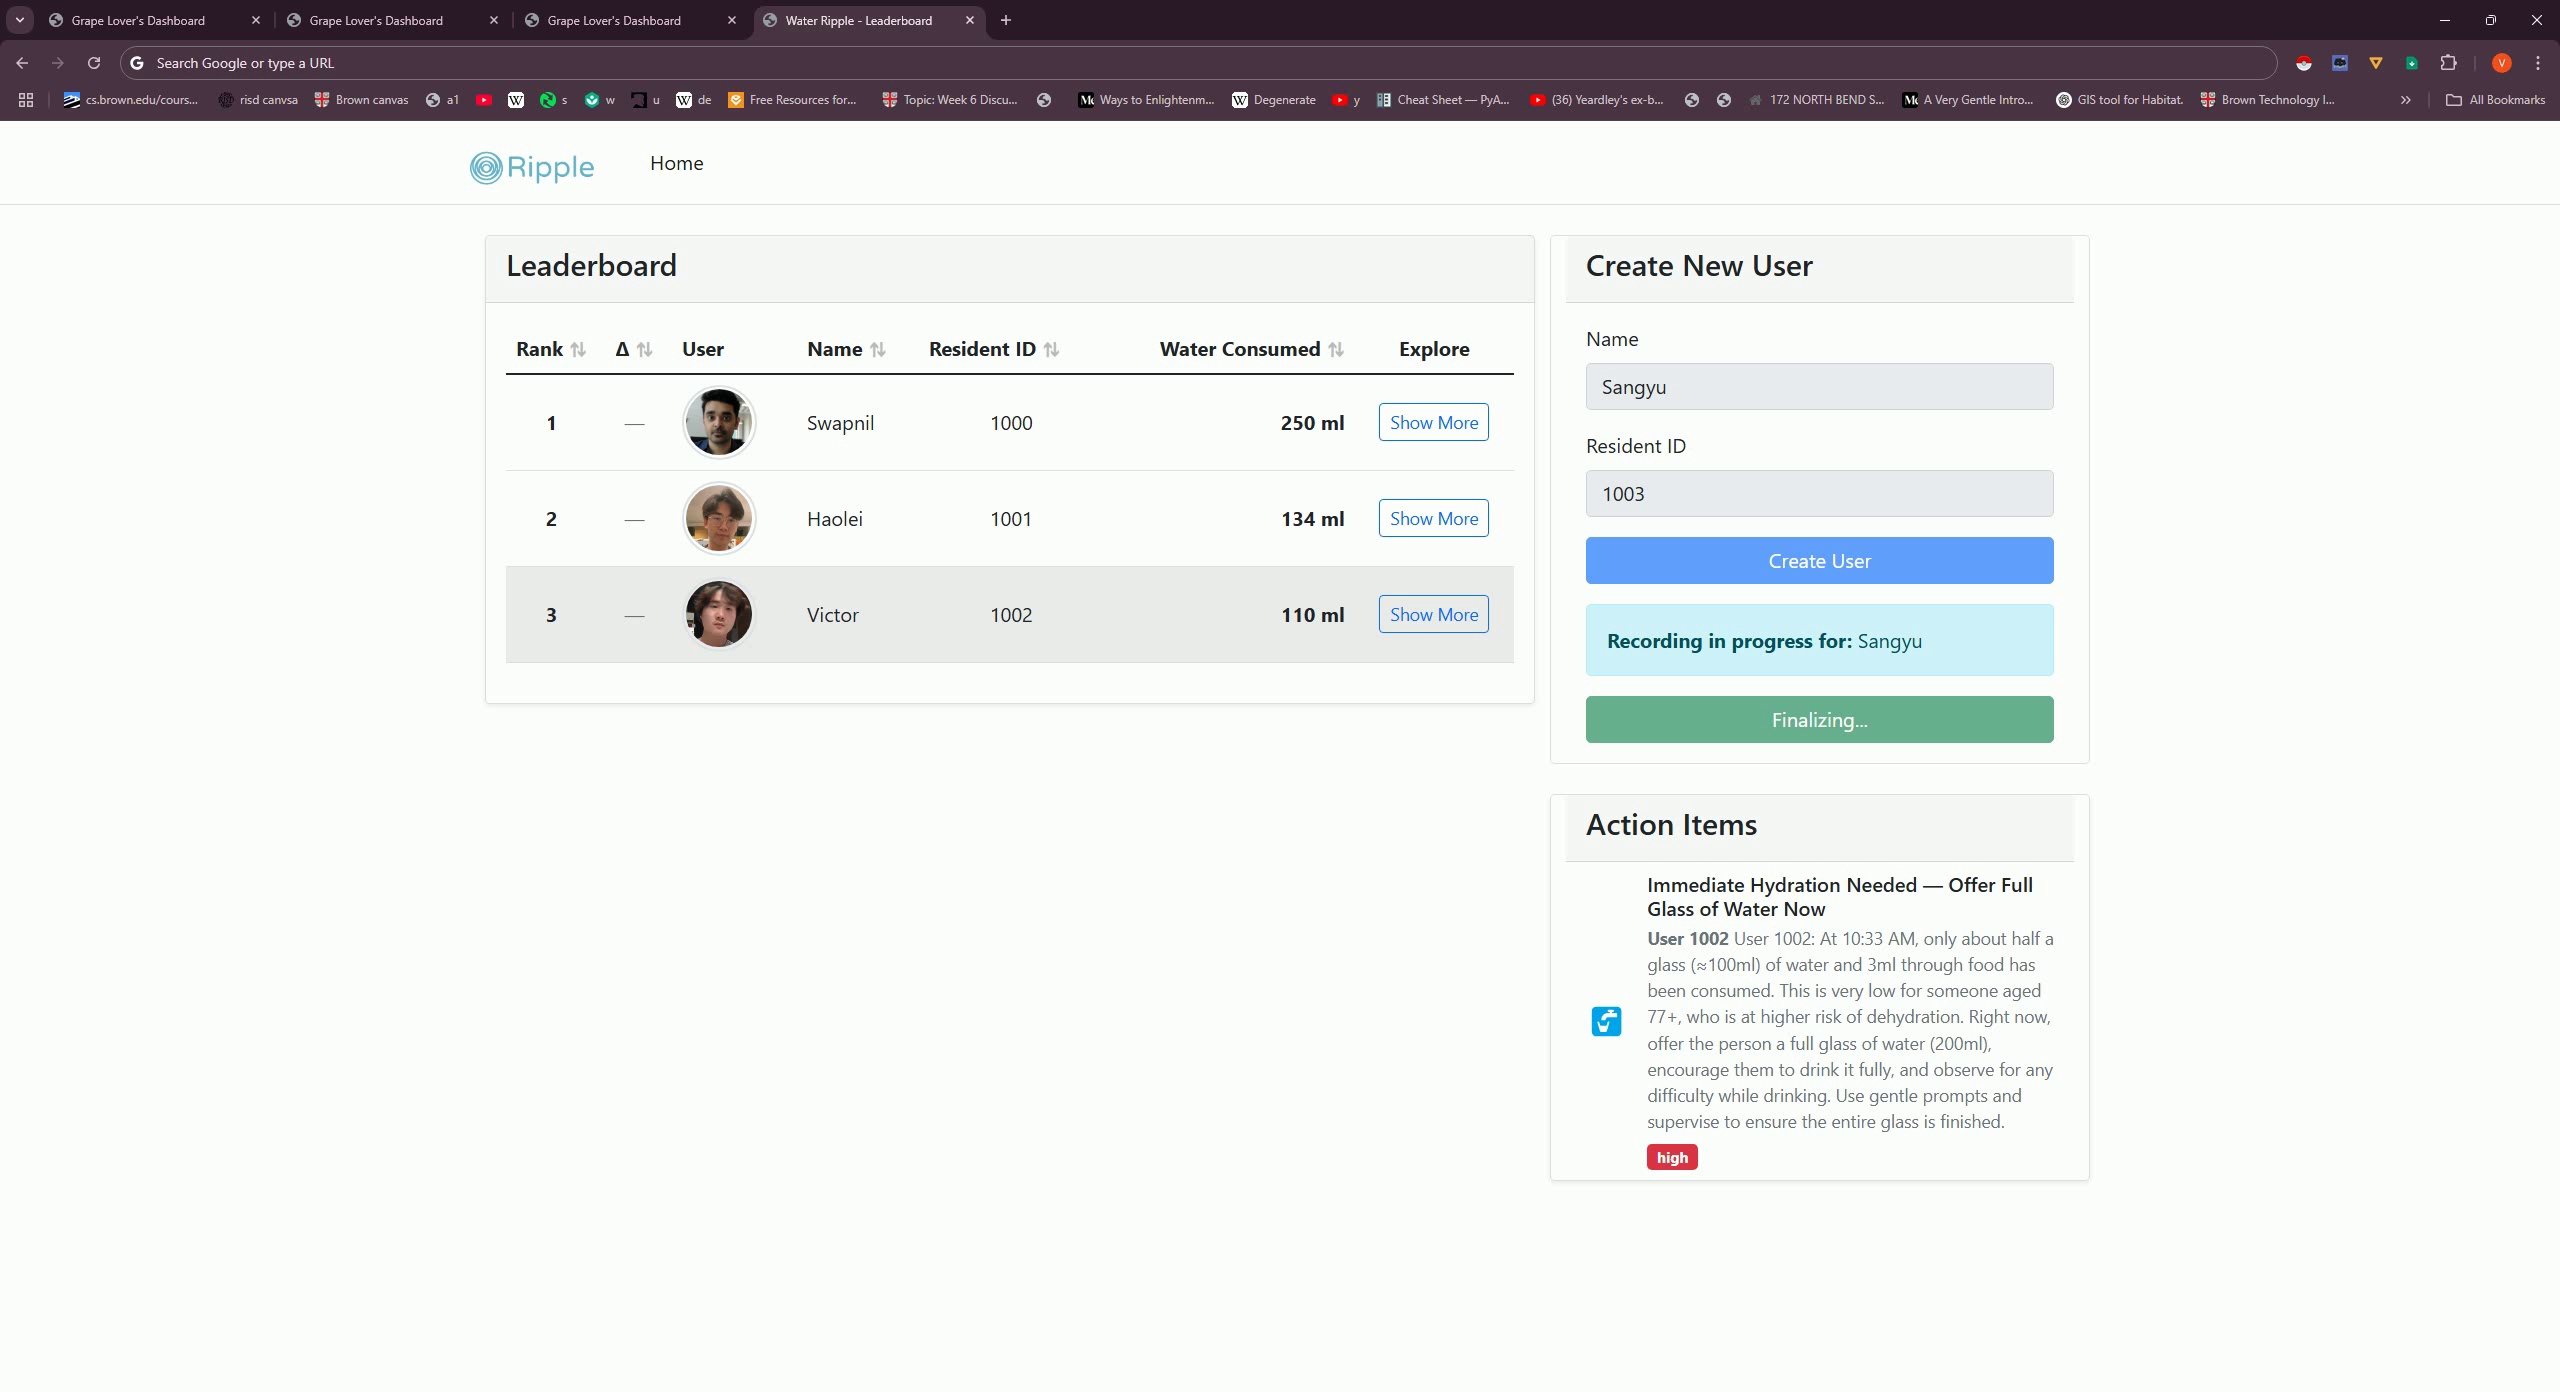 Grape Lover's Dashboard
Grape Lover's Dashboard
Grape Lover's Dashboard
Water Ripple - Leaderboard
Search Google or type a URL
V
cs.brown.edu/cours...
risd canvsa
Brown canvas
a1
s
w
u
de
Free Resources for...
Topic: Week 6 Discu...
Ways to Enlightenm...
Degenerate
y
Cheat Sheet — PyA...
(36) Yeardley's ex-b...
172 NORTH BEND S...
A Very Gentle Intro...
GIS tool for Habitat.
Brown Technology I...
All Bookmarks
Ripple
Home
Leaderboard
Rank Δ User Name Resident ID Water Consumed Explore
1 — Swapnil 1000 250 ml Show More
2 — Haolei 1001 134 ml Show More
3 — Victor 1002 110 ml Show More
Create New User
Name
Sangyu
Resident ID
1003
Create User
Recording in progress for: Sangyu
Finalizing...
Action Items
Immediate Hydration Needed — Offer Full
Glass of Water Now
User 1002 User 1002: At 10:33 AM, only about half a
glass (≈100ml) of water and 3ml through food has
been consumed. This is very low for someone aged
77+, who is at higher risk of dehydration. Right now,
offer the person a full glass of water (200ml),
encourage them to drink it fully, and observe for any
difficulty while drinking. Use gentle prompts and
supervise to ensure the entire glass is finished.
high